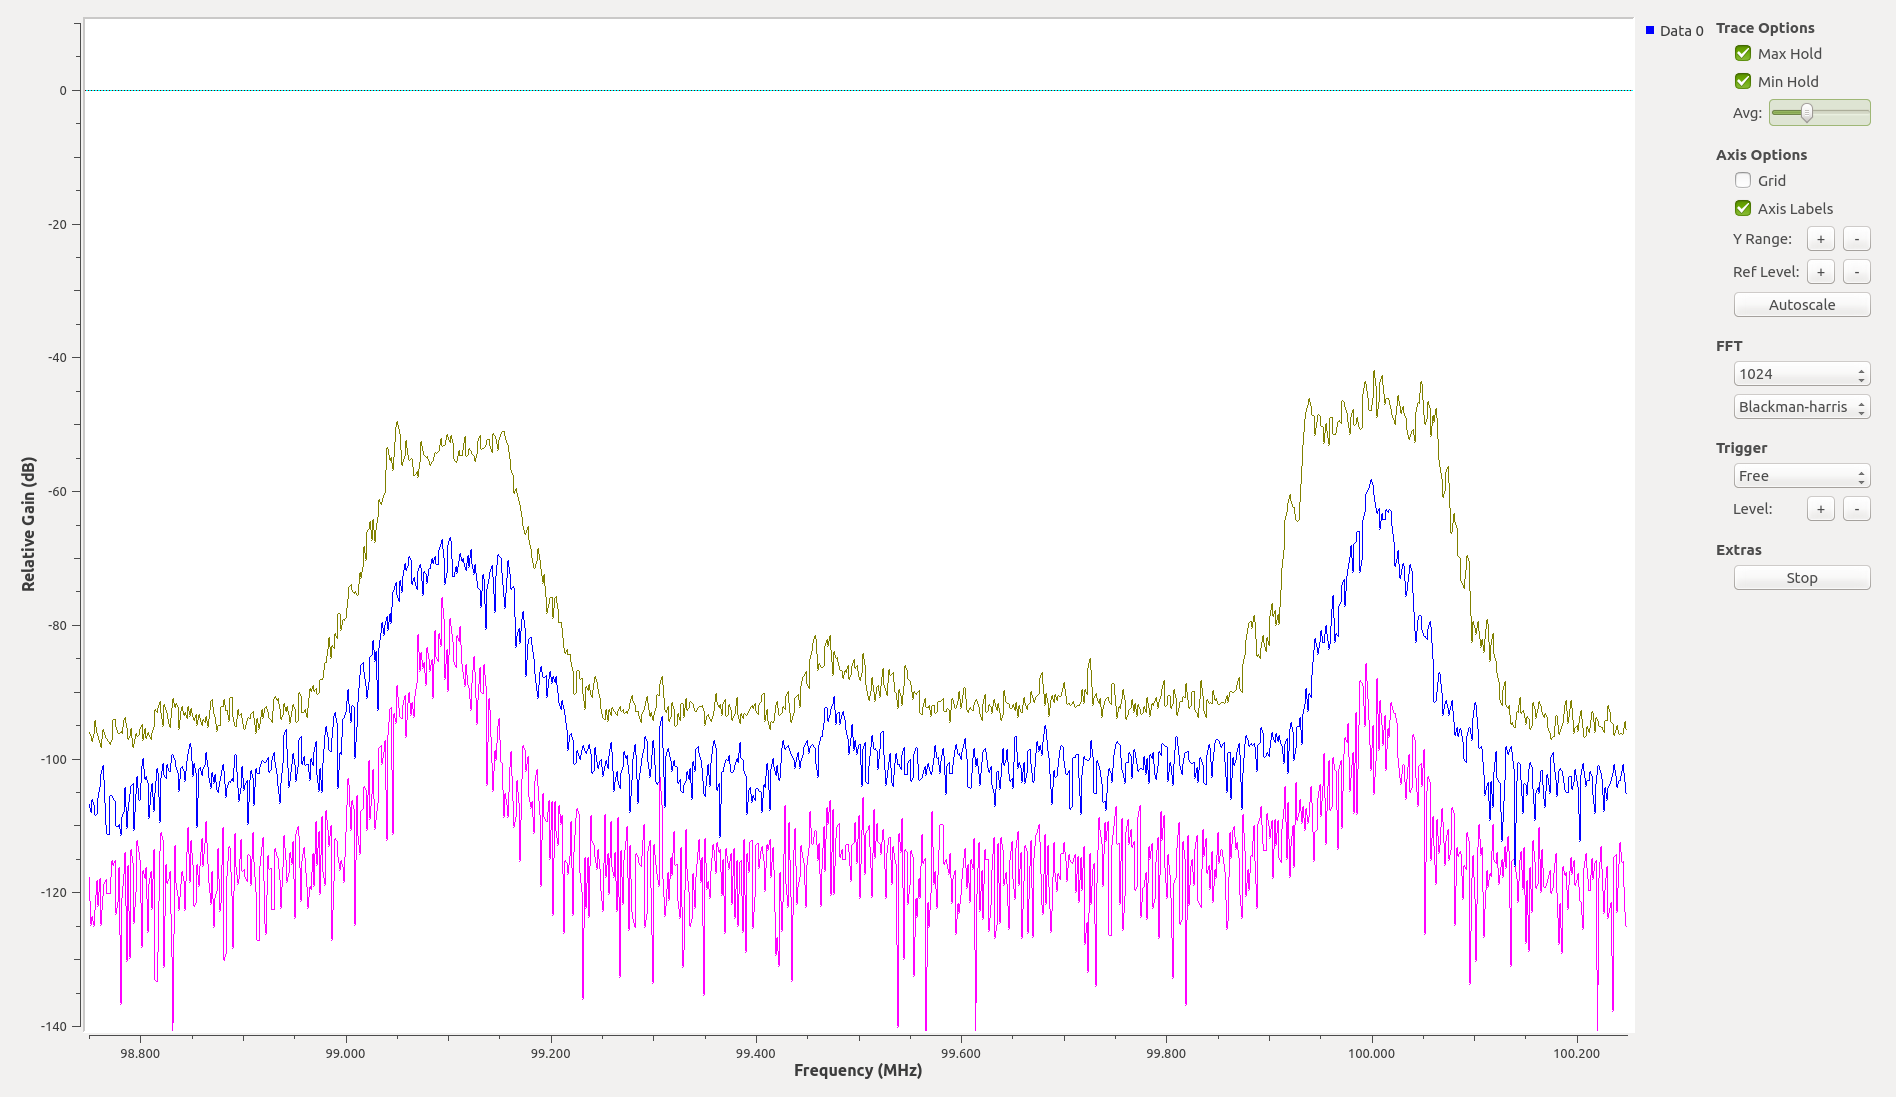 Data 0
0
-20
-40
-60
-80
-100
-120
-140
Relative Gain (dB)
98.800 99.000 99.200 99.400 99.600 99.800 100.000 100.200
Frequency (MHz)
Trace Options
Max Hold
Min Hold
Avg:
Axis Options
Grid
Axis Labels
Y Range: + -
Ref Level: + -
Autoscale
FFT
1024
Blackman-harris
Trigger
Free
Level: + -
Extras
Stop